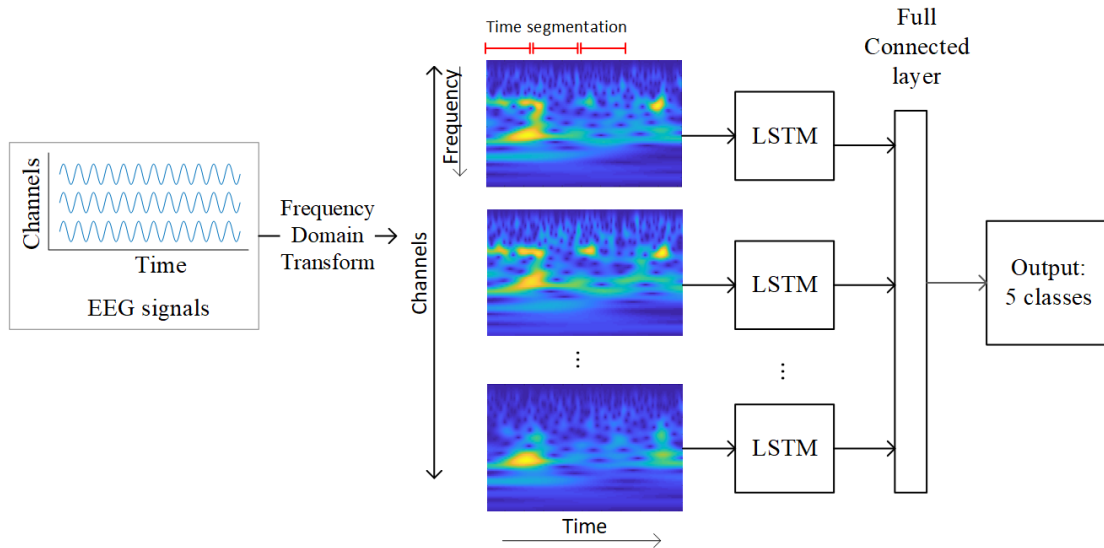 Channels
Time
EEG signals
Frequency
Domain
Transform
Channels
Time segmentation
Frequency
Time
LSTM
LSTM
LSTM
Full
Connected
layer
Output:
5 classes